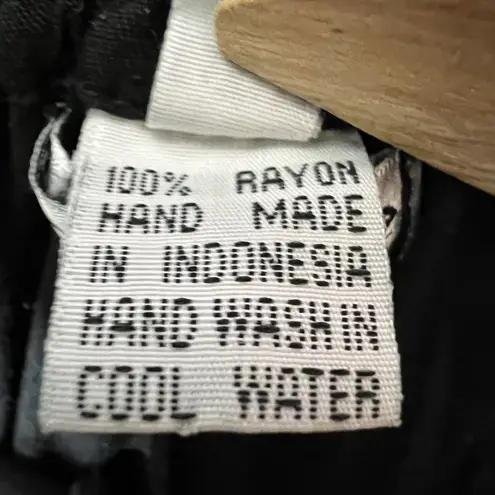 100% RAYON
HAND MADE
IN INDONESIA
HAND WASH IN
COOL WATER